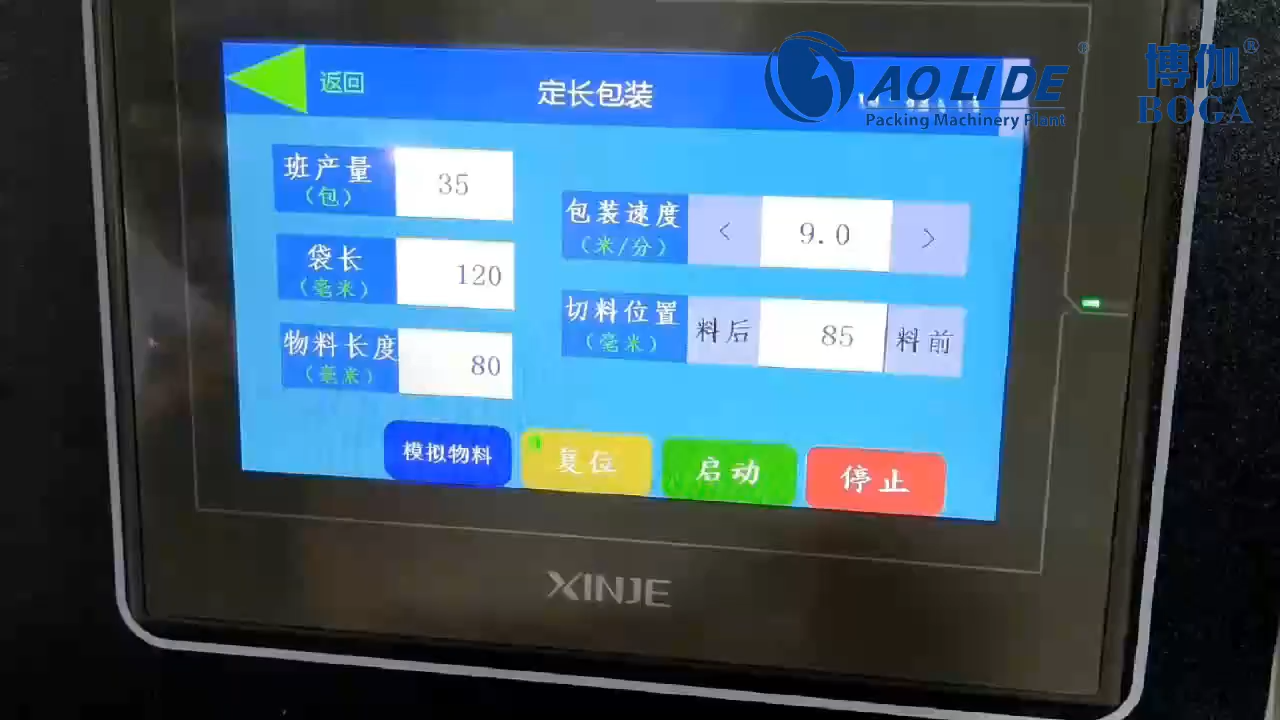 返回
定长包装
AO LIDE
®
Packing Machinery Plant
博伽®
BOGA
班产量
（包）
35
袋长
（毫米）
120
物料长度
（毫米）
80
包装速度
（米/分）
<
9.0
>
切料位置
（毫米）
料后
85
料前
模拟物料
复位
启动
停止
XINJE